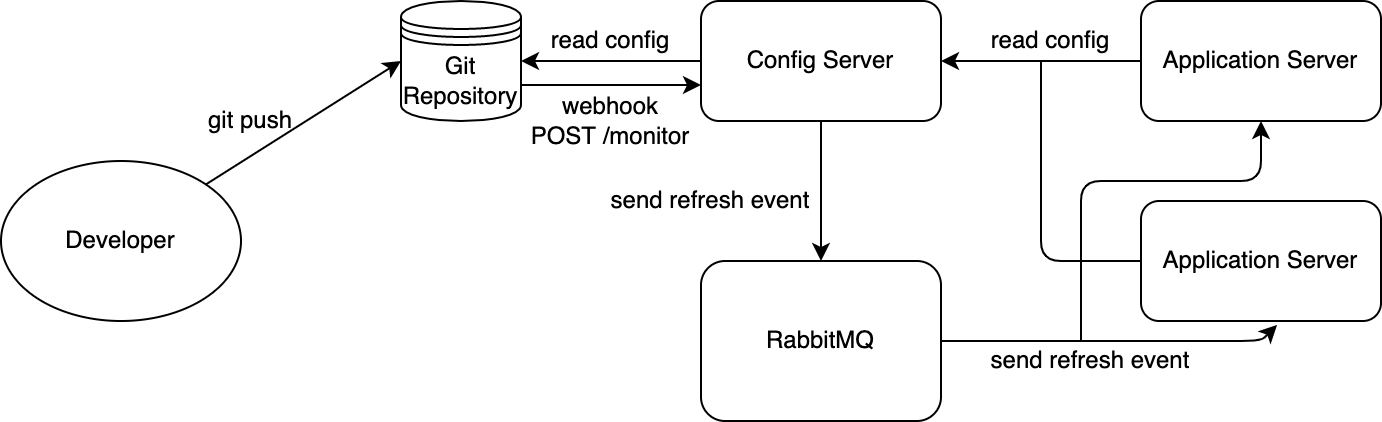 read config
Git
Repository
Config Server
read config
Application Server
git push
webhook
POST /monitor
send refresh event
Developer
Application Server
RabbitMQ
send refresh event